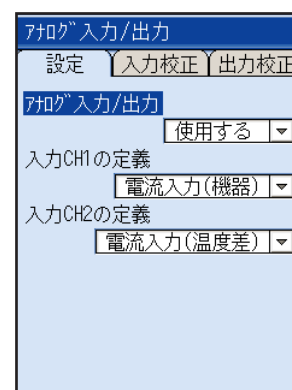 ｱﾅﾛｸﾞ入力/出力
設定 入力校正 出力校正
ｱﾅﾛｸﾞ入力/出力
使用する
入力CH1の定義
電流入力(機器)
入力CH2の定義
電流入力(温度差)